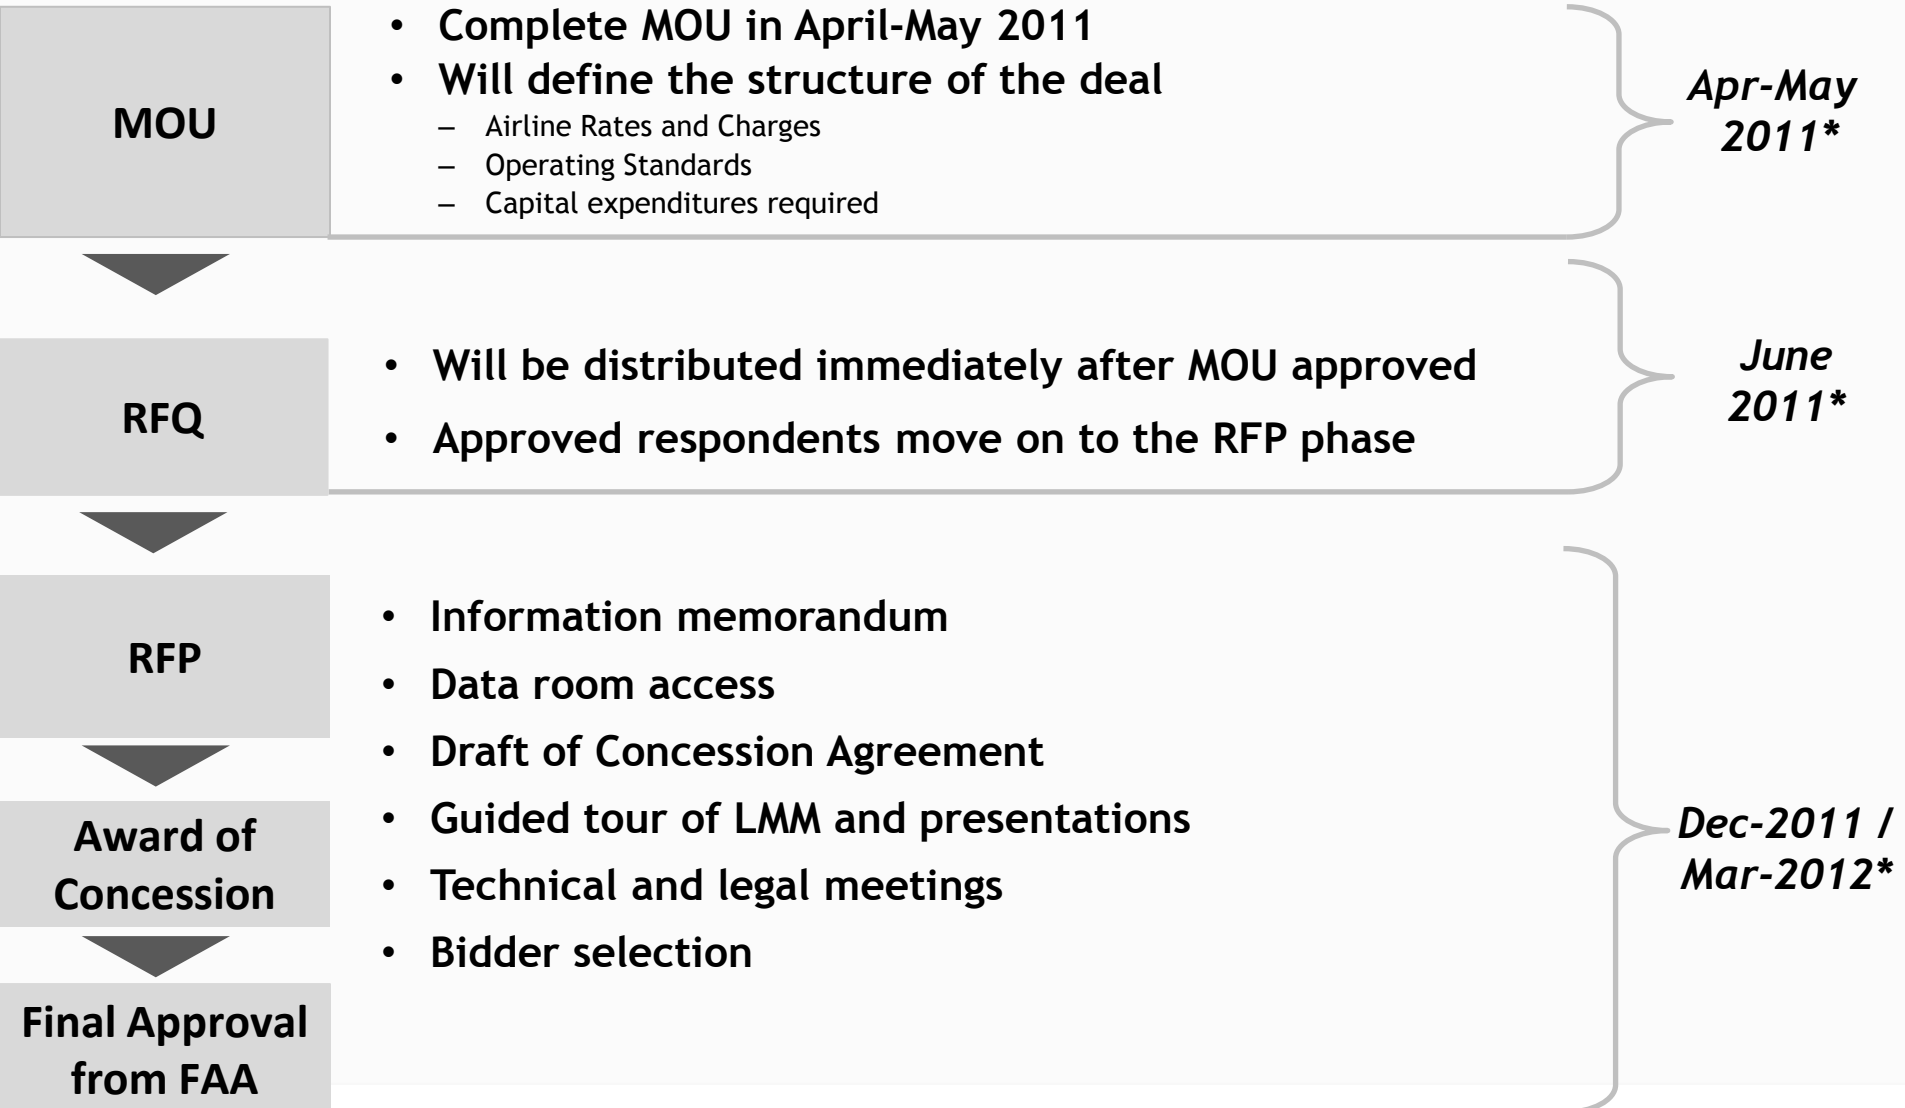 MOU
• Complete MOU in April-May 2011
• Will define the structure of the deal
– Airline Rates and Charges
– Operating Standards
– Capital expenditures required
Apr-May
2011*
RFQ
• Will be distributed immediately after MOU approved
• Approved respondents move on to the RFP phase
June
2011*
RFP
Award of
Concession
Final Approval
from FAA
• Information memorandum
• Data room access
• Draft of Concession Agreement
• Guided tour of LMM and presentations
• Technical and legal meetings
• Bidder selection
Dec-2011 /
Mar-2012*